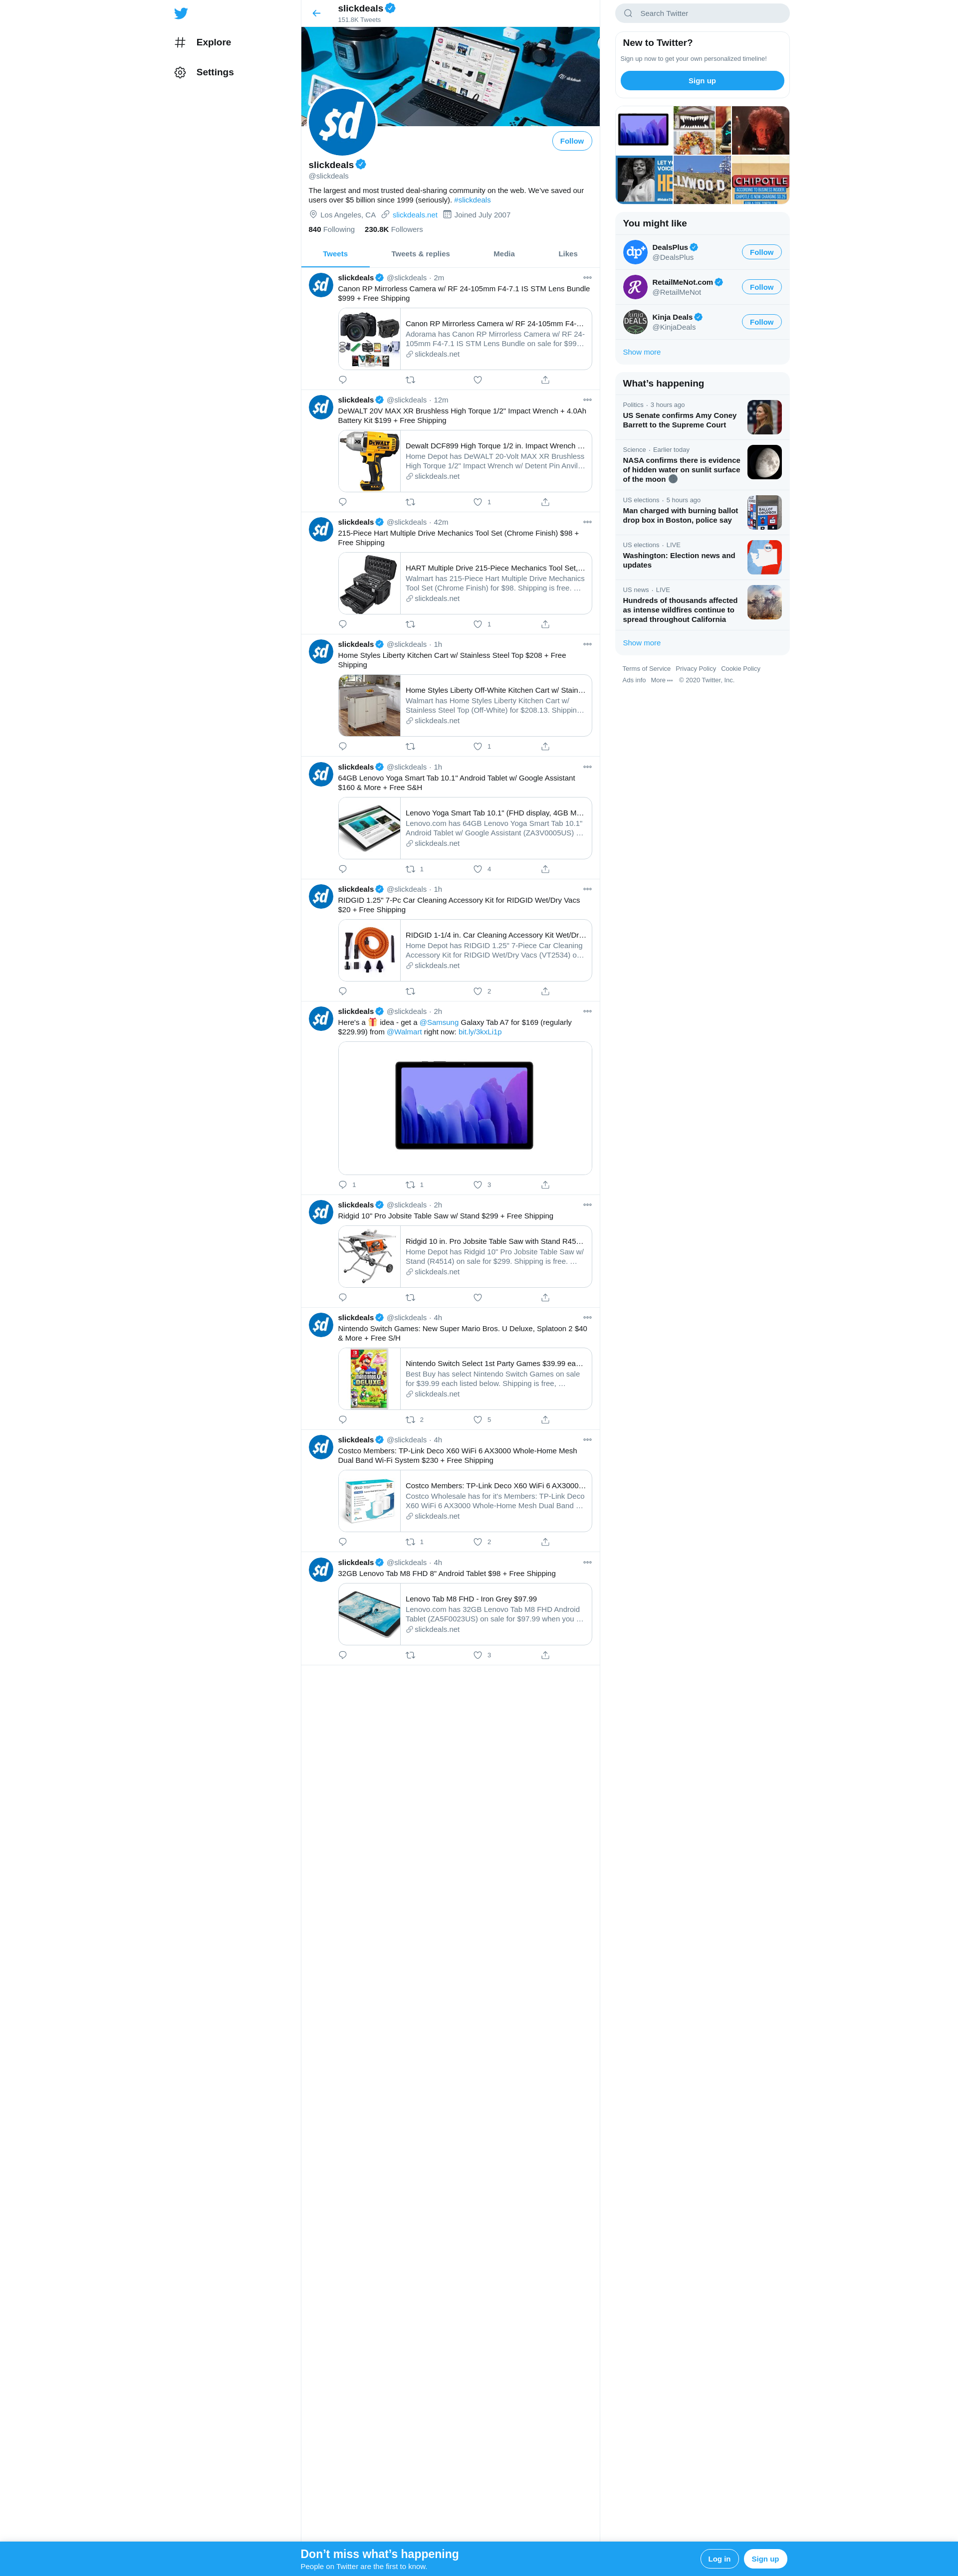 Explore
Settings
slickdeals
151.6K Tweets
$d
Follow
slickdeals
@slickdeals
The largest and most trusted deal-sharing community on the web. We've saved our
users over $5 billion since 1999 (seriously). #slickdeals
Los Angeles, CA slickdeals.net Joined July 2007
840 Following 230.8K Followers
Tweets Tweets & replies Media Likes
slickdeals @slickdeals · 2m
Canon RP Mirrorless Camera w/ RF 24-105mm F4-7.1 IS STM Lens Bundle
$999 + Free Shipping
Canon RP Mirrorless Camera w/ RF 24-105mm F4-…
Adorama has Canon RP Mirrorless Camera w/ RF 24-
105mm F4-7.1 IS STM Lens Bundle on sale for $99…
slickdeals.net
slickdeals @slickdeals · 12m
DeWALT 20V MAX XR Brushless High Torque 1/2" Impact Wrench + 4.0Ah
Battery Kit $199 + Free Shipping
Dewalt DCF899 High Torque 1/2 in. Impact Wrench …
Home Depot has DeWALT 20-Volt MAX XR Brushless
High Torque 1/2" Impact Wrench w/ Detent Pin Anvil…
slickdeals.net
1
slickdeals @slickdeals · 42m
215-Piece Hart Multiple Drive Mechanics Tool Set (Chrome Finish) $98 +
Free Shipping
HART Multiple Drive 215-Piece Mechanics Tool Set,…
Walmart has 215-Piece Hart Multiple Drive Mechanics
Tool Set (Chrome Finish) for $98. Shipping is free. …
slickdeals.net
1
slickdeals @slickdeals · 1h
Home Styles Liberty Kitchen Cart w/ Stainless Steel Top $208 + Free
Shipping
Home Styles Liberty Off-White Kitchen Cart w/ Stain…
Walmart has Home Styles Liberty Kitchen Cart w/
Stainless Steel Top (Off-White) for $208.13. Shippin…
slickdeals.net
1
slickdeals @slickdeals · 1h
64GB Lenovo Yoga Smart Tab 10.1" Android Tablet w/ Google Assistant
$160 & More + Free S&H
Lenovo Yoga Smart Tab 10.1" (FHD display, 4GB M…
Lenovo.com has 64GB Lenovo Yoga Smart Tab 10.1"
Android Tablet w/ Google Assistant (ZA3V0005US) …
slickdeals.net
1 4
slickdeals @slickdeals · 1h
RIDGID 1.25" 7-Pc Car Cleaning Accessory Kit for RIDGID Wet/Dry Vacs
$20 + Free Shipping
RIDGID 1-1/4 in. Car Cleaning Accessory Kit Wet/Dr…
Home Depot has RIDGID 1.25" 7-Piece Car Cleaning
Accessory Kit for RIDGID Wet/Dry Vacs (VT2534) o…
slickdeals.net
2
slickdeals @slickdeals · 2h
Here's a 🎁 idea - get a @Samsung Galaxy Tab A7 for $169 (regularly
$229.99) from @Walmart right now: bit.ly/3kxLi1p
1 1 3
slickdeals @slickdeals · 2h
Ridgid 10" Pro Jobsite Table Saw w/ Stand $299 + Free Shipping
Ridgid 10 in. Pro Jobsite Table Saw with Stand R45…
Home Depot has Ridgid 10" Pro Jobsite Table Saw w/
Stand (R4514) on sale for $299. Shipping is free. …
slickdeals.net
slickdeals @slickdeals · 4h
Nintendo Switch Games: New Super Mario Bros. U Deluxe, Splatoon 2 $40
& More + Free S/H
Nintendo Switch Select 1st Party Games $39.99 ea…
Best Buy has select Nintendo Switch Games on sale
for $39.99 each listed below. Shipping is free, …
slickdeals.net
2 5
slickdeals @slickdeals · 4h
Costco Members: TP-Link Deco X60 WiFi 6 AX3000 Whole-Home Mesh
Dual Band Wi-Fi System $230 + Free Shipping
Costco Members: TP-Link Deco X60 WiFi 6 AX3000…
Costco Wholesale has for it's Members: TP-Link Deco
X60 WiFi 6 AX3000 Whole-Home Mesh Dual Band …
slickdeals.net
1 2
slickdeals @slickdeals · 4h
32GB Lenovo Tab M8 FHD 8" Android Tablet $98 + Free Shipping
Lenovo Tab M8 FHD - Iron Grey $97.99
Lenovo.com has 32GB Lenovo Tab M8 FHD Android
Tablet (ZA5F0023US) on sale for $97.99 when you …
slickdeals.net
3
Search Twitter
New to Twitter?
Sign up now to get your own personalized timeline!
Sign up
CHIPOTLE
You might like
dp+
DealsPlus
@DealsPlus
Follow
RetailMeNot.com
@RetailMeNot
Follow
Kinja Deals
@KinjaDeals
Follow
Show more
What's happening
Politics · 3 hours ago
US Senate confirms Amy Coney
Barrett to the Supreme Court
Science · Earlier today
NASA confirms there is evidence
of hidden water on sunlit surface
of the moon 🌑
US elections · 5 hours ago
Man charged with burning ballot
drop box in Boston, police say
US elections · LIVE
Washington: Election news and
updates
US news · LIVE
Hundreds of thousands affected
as intense wildfires continue to
spread throughout California
Show more
Terms of Service Privacy Policy Cookie Policy
Ads info More © 2020 Twitter, Inc.
Don't miss what's happening
People on Twitter are the first to know.
Log in
Sign up